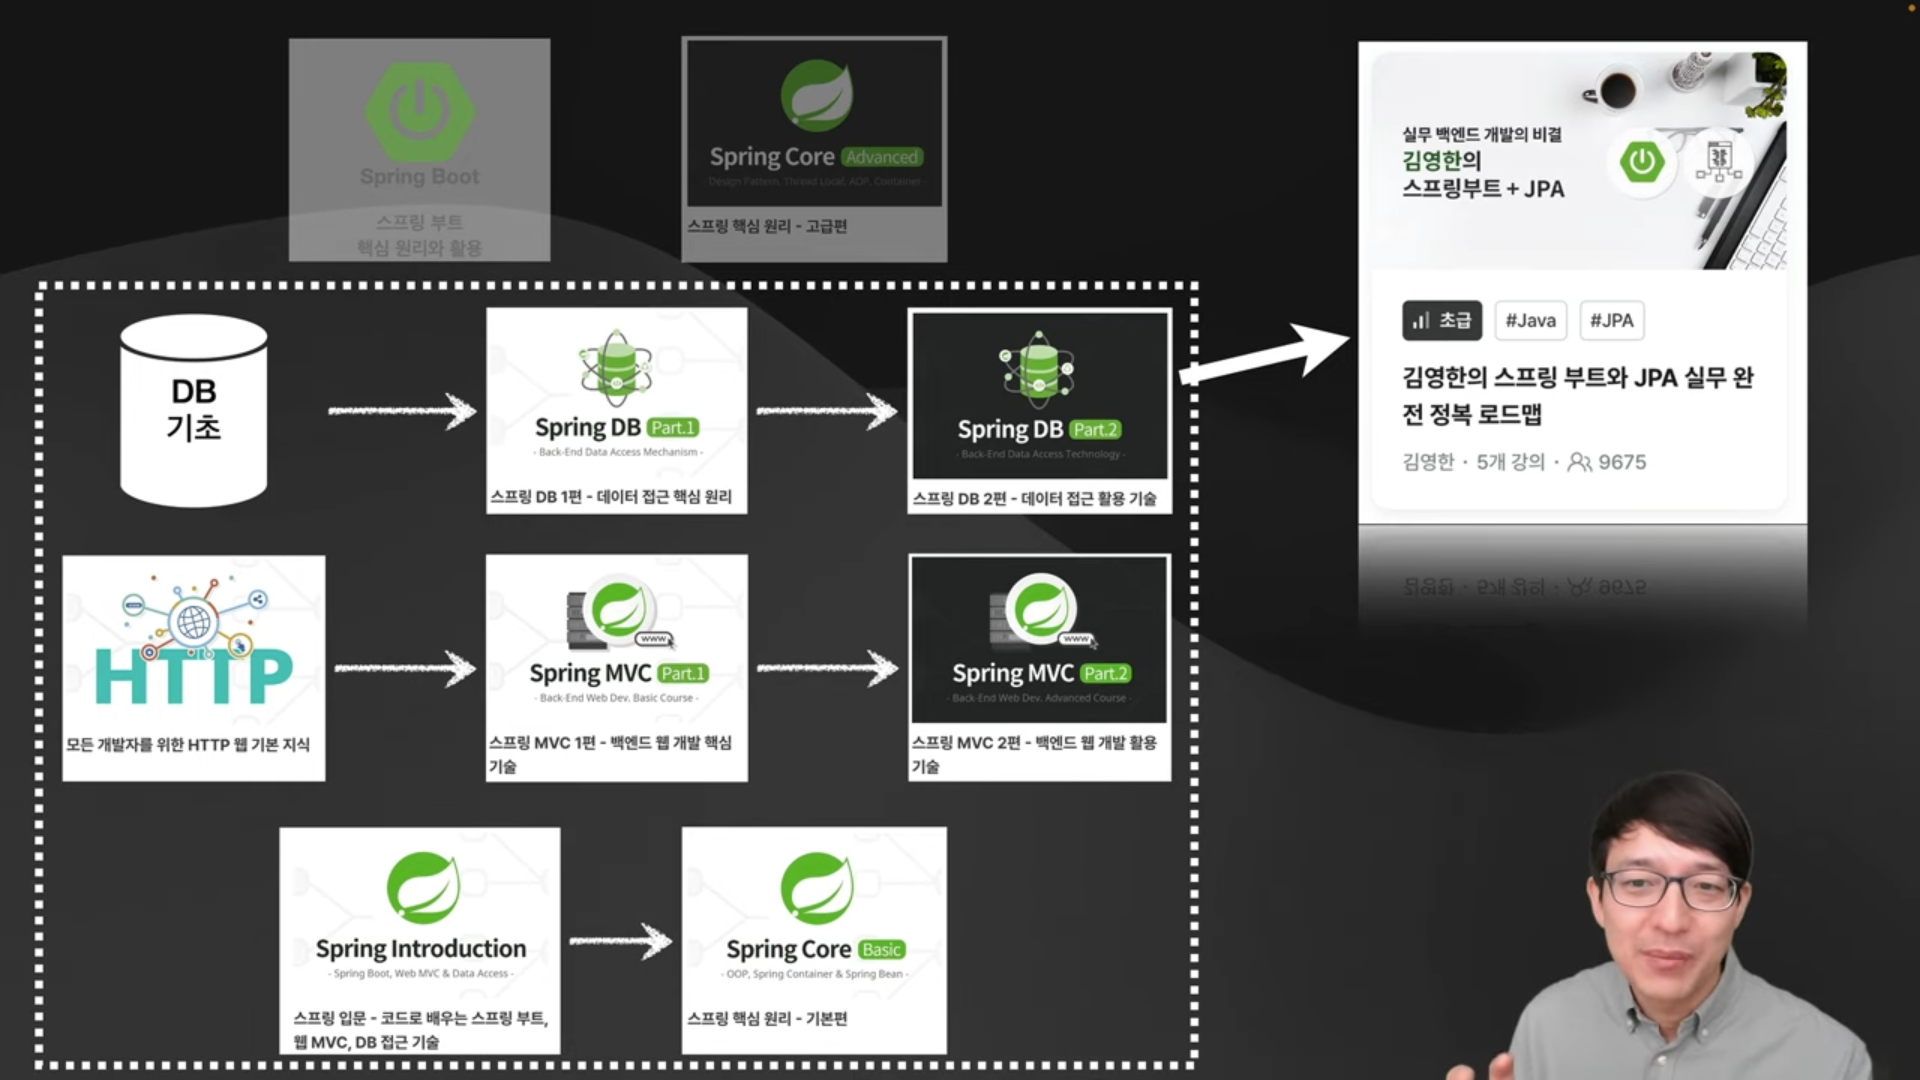 Spring Boot
스프링 부트
핵심 원리와 활용
Spring Core Advanced
Design Pattern, Thread Local, AOP, Container -
스프링 핵심 원리 - 고급편
실무 백엔드 개발의 비결
김영한의
스프링부트 + JPA
초급 #Java #JPA
김영한의 스프링 부트와 JPA 실무 완
전 정복 로드맵
김영한 · 5개 강의 · 9675
김영한 · 5개 강의 · 9675
DB
기초
Spring DB Part.1
- Back-End Data Access Mechanism -
스프링 DB 1편 - 데이터 접근 핵심 원리
Spring DB Part.2
- Back-End Data Access Technology -
스프링 DB 2편 - 데이터 접근 활용 기술
HTTP
모든 개발자를 위한 HTTP 웹 기본 지식
www
Spring MVC Part.1
- Back-End Web Dev. Basic Course -
스프링 MVC 1편 - 백엔드 웹 개발 핵심
기술
www
Spring MVC Part.2
- Back-End Web Dev. Advanced Course -
스프링 MVC 2편 - 백엔드 웹 개발 활용
기술
Spring Introduction
- Spring Boot, Web MVC & Data Access -
스프링 입문 - 코드로 배우는 스프링 부트,
웹 MVC, DB 접근 기술
Spring Core Basic
- OOP, Spring Container & Spring Bean -
스프링 핵심 원리 - 기본편